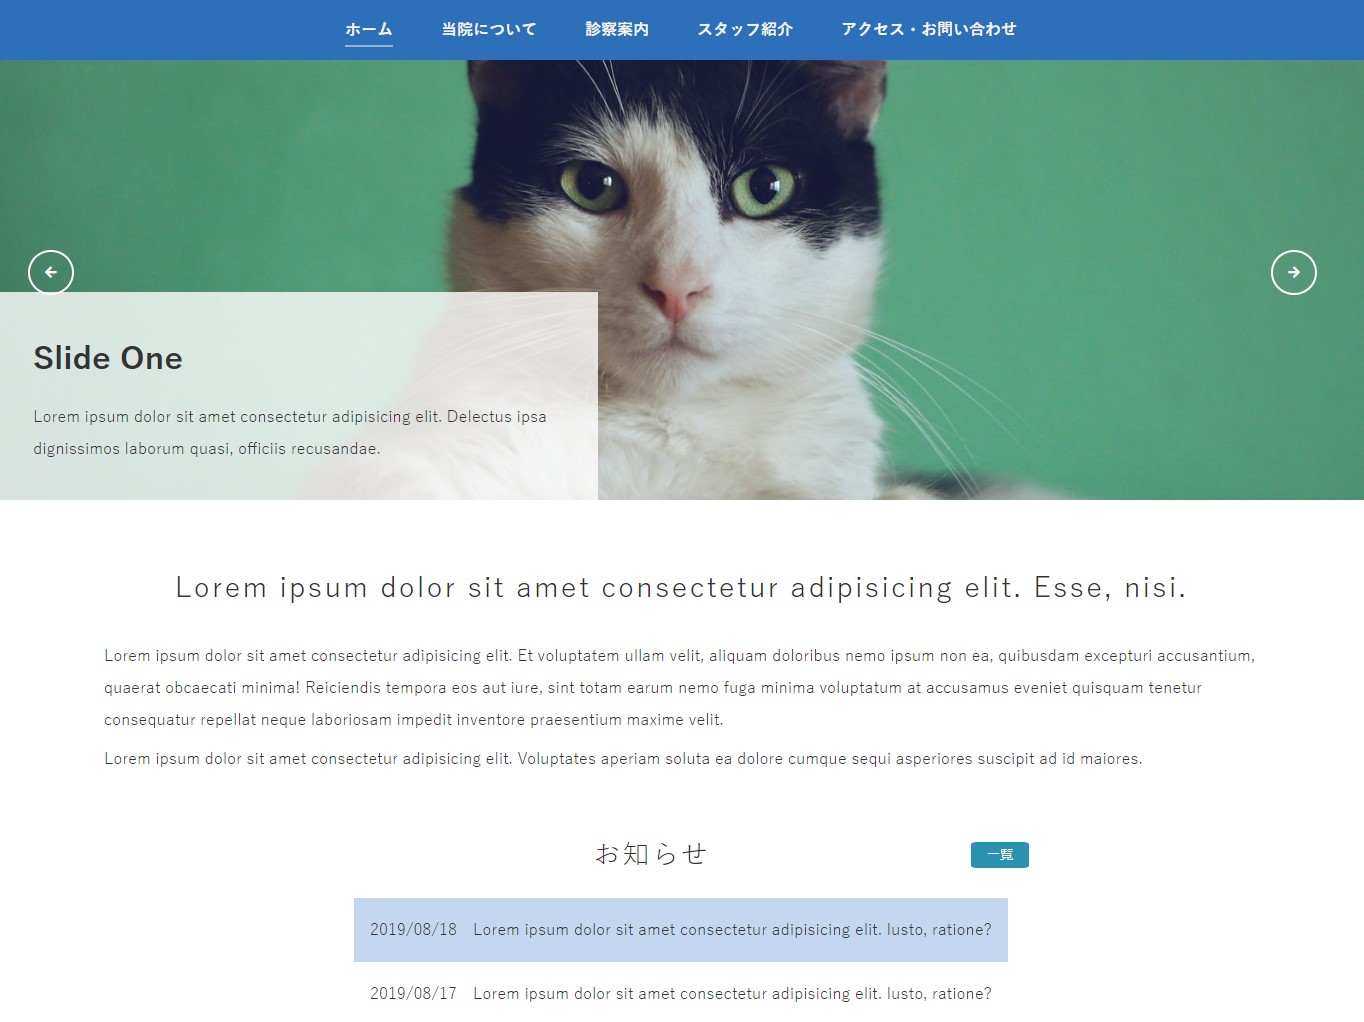 ホーム 当院について 診察案内 スタッフ紹介 アクセス・お問い合わせ
Slide One
Lorem ipsum dolor sit amet consectetur adipisicing elit. Delectus ipsa
dignissimos laborum quasi, officiis recusandae.
Lorem ipsum dolor sit amet consectetur adipisicing elit. Esse, nisi.
Lorem ipsum dolor sit amet consectetur adipisicing elit. Et voluptatem ullam velit, aliquam doloribus nemo ipsum non ea, quibusdam excepturi accusantium,
quaerat obcaecati minima! Reiciendis tempora eos aut iure, sint totam earum nemo fuga minima voluptatum at accusamus eveniet quisquam tenetur
consequatur repellat neque laboriosam impedit inventore praesentium maxime velit.
Lorem ipsum dolor sit amet consectetur adipisicing elit. Voluptates aperiam soluta ea dolore cumque sequi asperiores suscipit ad id maiores.
お知らせ 一覧
2019/08/18 Lorem ipsum dolor sit amet consectetur adipisicing elit. Iusto, ratione?
2019/08/17 Lorem ipsum dolor sit amet consectetur adipisicing elit. Iusto, ratione?